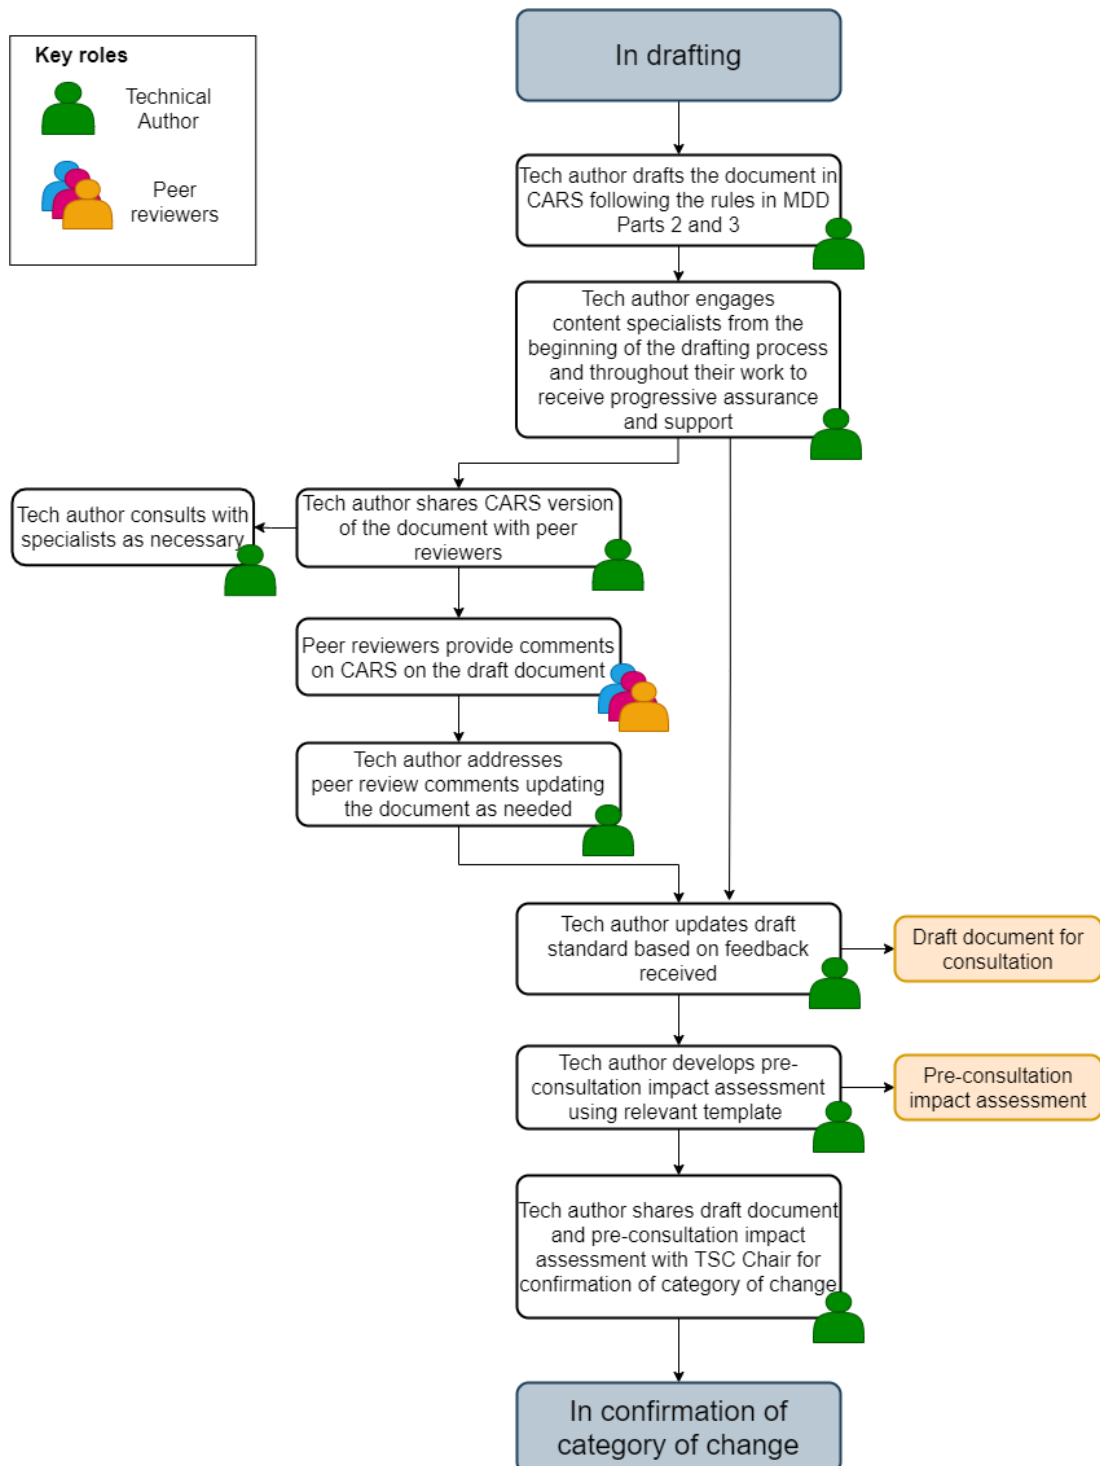 Key roles
Technical
Author
Peer
reviewers
In drafting
Tech author drafts the document in
CARS following the rules in MDD
Parts 2 and 3
Tech author engages
content specialists from the
beginning of the drafting process
and throughout their work to
receive progressive assurance
and support
Tech author shares CARS version
of the document with peer
reviewers
Tech author consults with
specialists as necessary
Peer reviewers provide comments
on CARS on the draft document
Tech author addresses
peer review comments updating
the document as needed
Tech author updates draft
standard based on feedback
received
Draft document for
consultation
Tech author develops pre-
consultation impact assessment
using relevant template
Pre-consultation
impact assessment
Tech author shares draft document
and pre-consultation impact
assessment with TSC Chair for
confirmation of category of change
In confirmation of
category of change